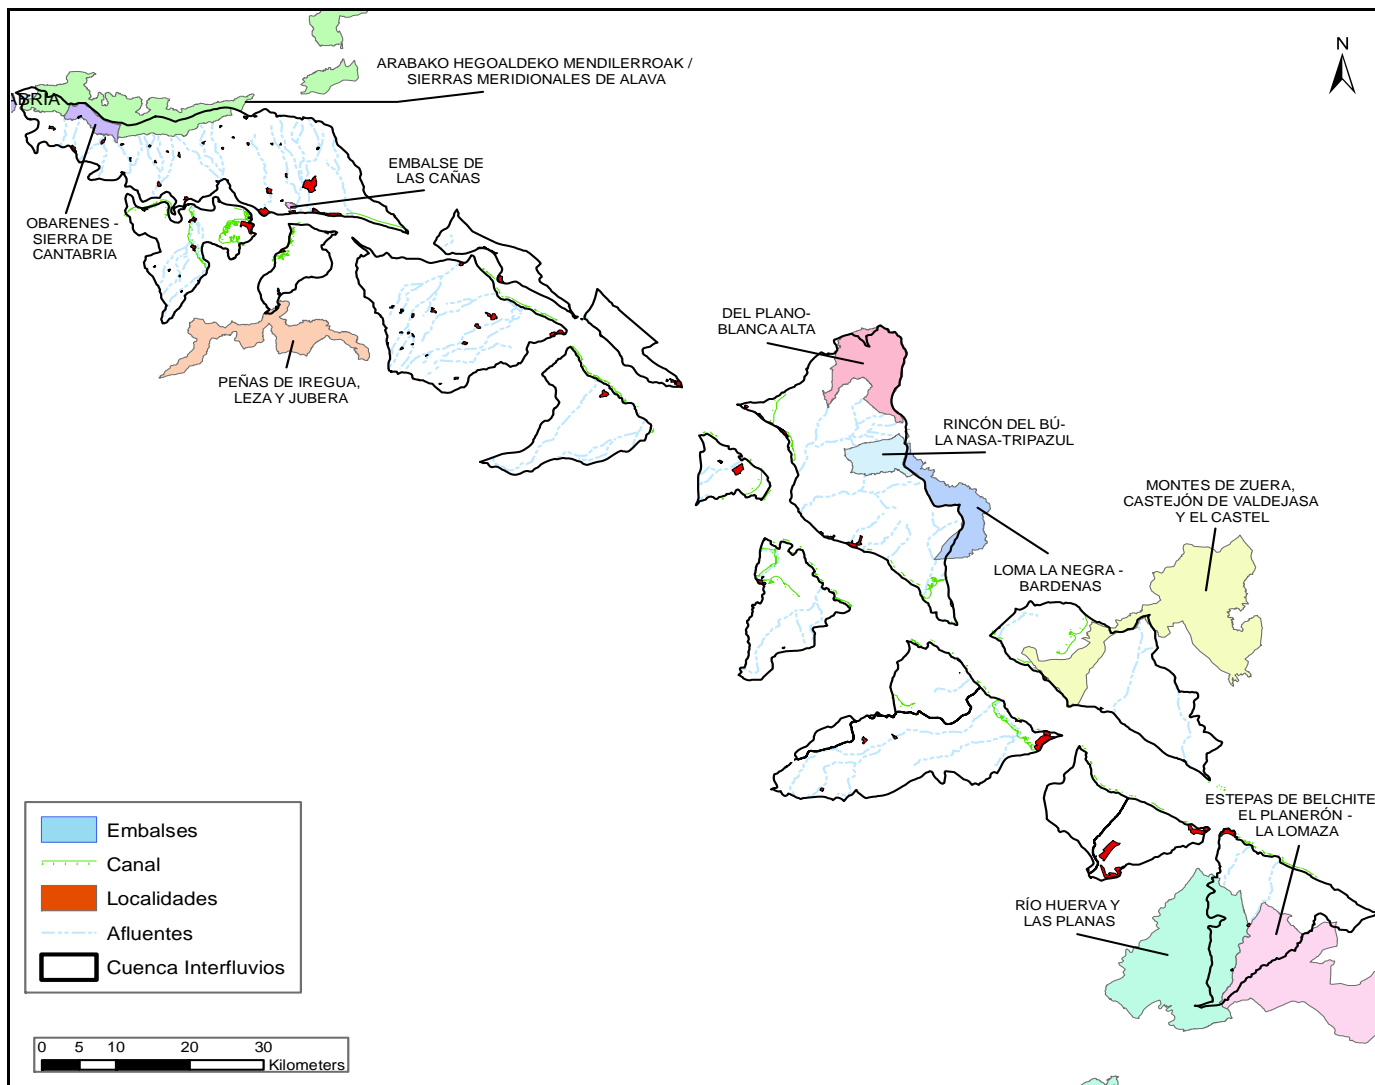 N
ARABAKO HEGOALDEKO MENDILERROAK /
SIERRAS MERIDIONALES DE ALAVA
ABRIA
EMBALSE DE
LAS CAÑAS
OBARENES -
SIERRA DE
CANTABRIA
DEL PLANO-
BLANCA ALTA
PEÑAS DE IREGUA,
LEZA Y JUBERA
RINCÓN DEL BÚ-
LA NASA-TRIPAZUL
MONTES DE ZUERA,
CASTEJÓN DE VALDEJASA
Y EL CASTEL
LOMA LA NEGRA -
BARDENAS
ESTEPAS DE BELCHITE
EL PLANERÓN -
LA LOMAZA
RÍO HUERVA Y
LAS PLANAS
Embalses
Canal
Localidades
Afluentes
Cuenca Interfluvios
0 5 10 20 30
Kilometers